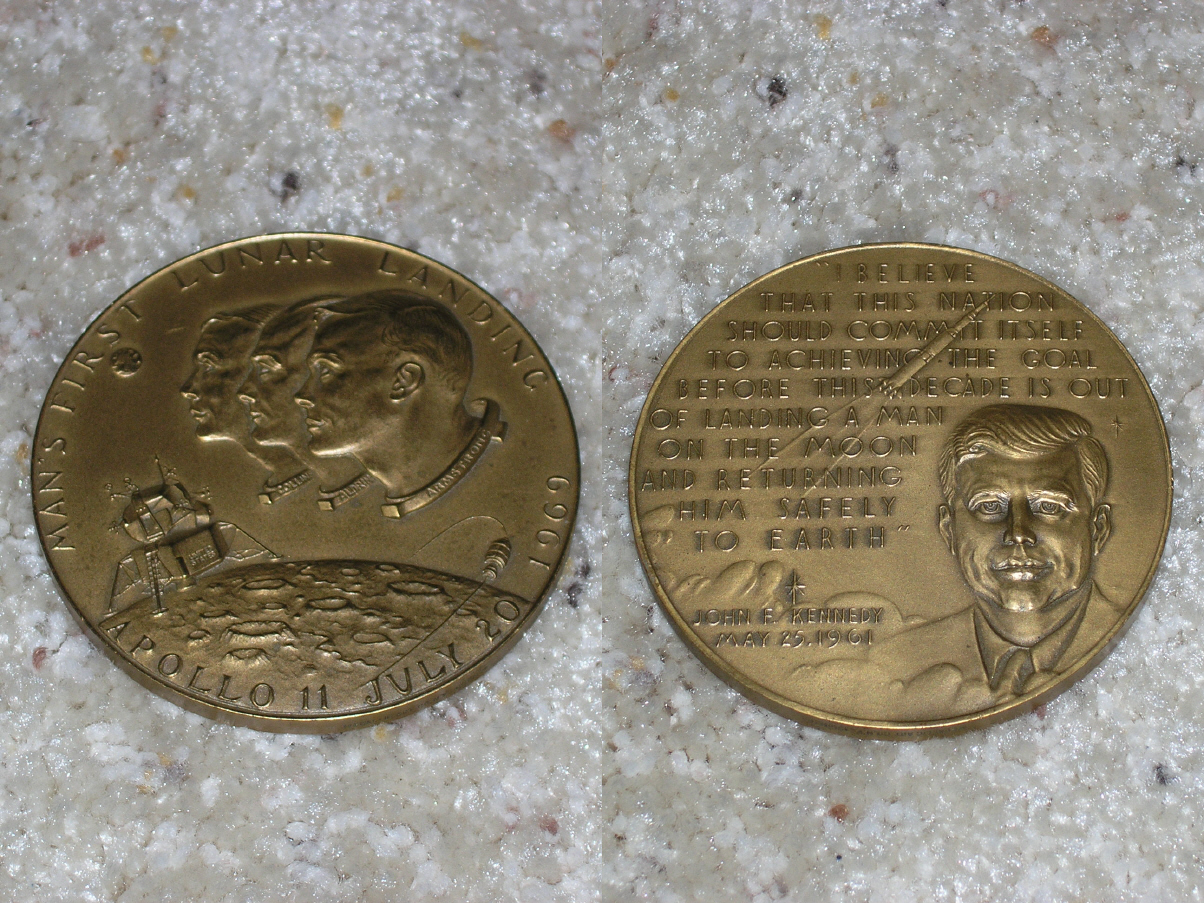 MAN'S FIRST LUNAR LANDING 1969
COLLINS
ALDRIN
ARMSTRONG
APOLLO 11 JULY 20
"I BELIEVE
THAT THIS NATION
SHOULD COMMIT ITSELF
TO ACHIEVING THE GOAL
BEFORE THIS DECADE IS OUT
OF LANDING A MAN
ON THE MOON
AND RETURNING
HIM SAFELY
TO EARTH"
JOHN F. KENNEDY
MAY 25, 1961